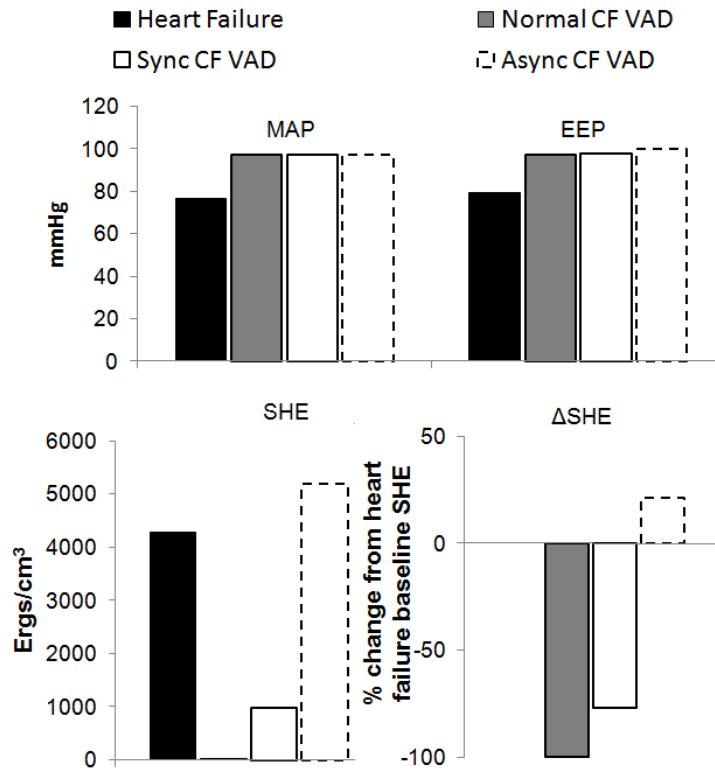 Heart Failure
Normal CF VAD
Sync CF VAD
Async CF VAD
MAP
EEP
mmHg
120
100
80
60
40
20
0
SHE
ΔSHE
Ergs/cm³
6000
5000
4000
3000
2000
1000
0
% change from heart
failure baseline SHE
50
0
-50
-100